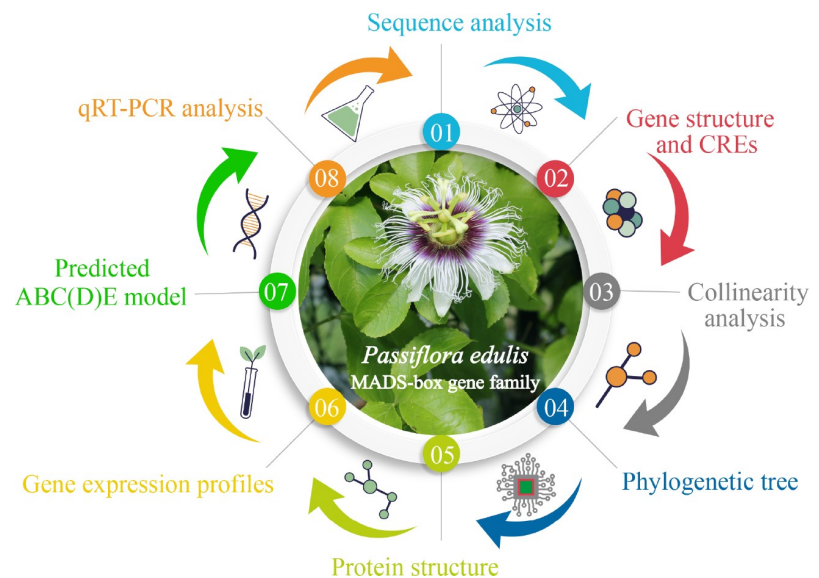 Sequence analysis
01
Gene structure
and CREs
02
Collinearity
analysis
03
Phylogenetic tree
04
Protein structure
05
Gene expression profiles
06
Predicted
ABC(D)E model
07
qRT-PCR analysis
08
Passiflora edulis
MADS-box gene family